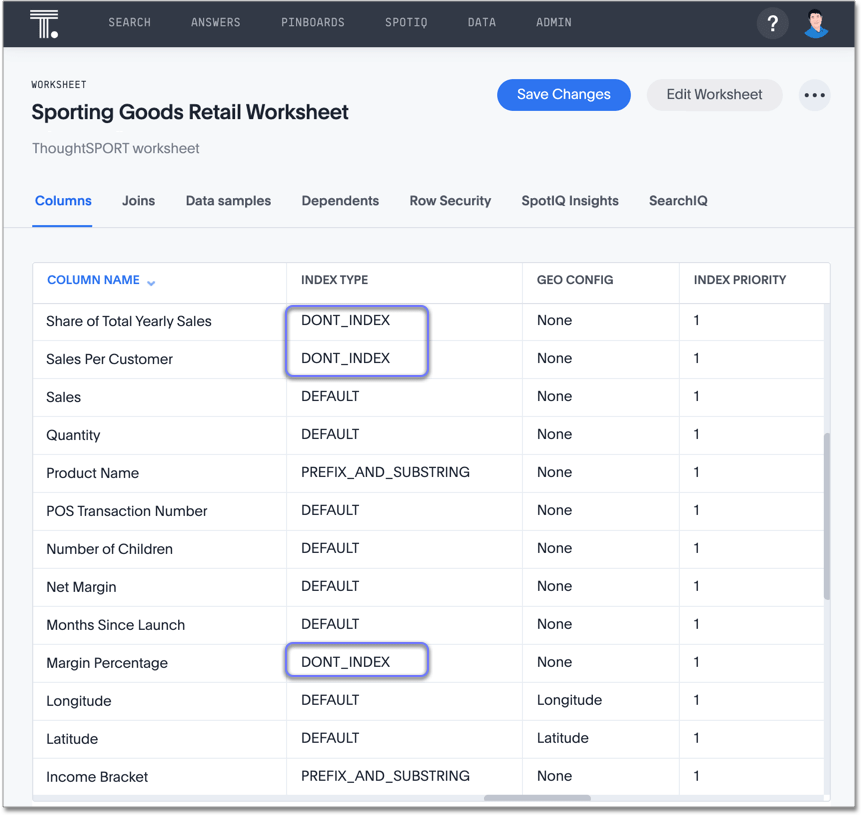 T. SEARCH ANSWERS PINBOARDS SPOTIQ DATA ADMIN ?
WORKSHEET
Sporting Goods Retail Worksheet Save Changes Edit Worksheet
ThoughtSPORT worksheet
Columns Joins Data samples Dependents Row Security SpotIQ Insights SearchIQ
COLUMN NAME INDEX TYPE GEO CONFIG INDEX PRIORITY
Share of Total Yearly Sales DONT_INDEX None 1
Sales Per Customer DONT_INDEX None 1
Sales DEFAULT None 1
Quantity DEFAULT None 1
Product Name PREFIX_AND_SUBSTRING None 1
POS Transaction Number DEFAULT None 1
Number of Children DEFAULT None 1
Net Margin DEFAULT None 1
Months Since Launch DEFAULT None 1
Margin Percentage DONT_INDEX None 1
Longitude DEFAULT Longitude 1
Latitude DEFAULT Latitude 1
Income Bracket PREFIX_AND_SUBSTRING None 1